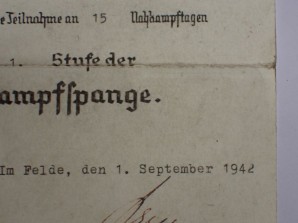 e Teilnahme an 15 Nahkampftagen
1. Stufe der
ampfspange.
Im Felde, den 1. September 1942